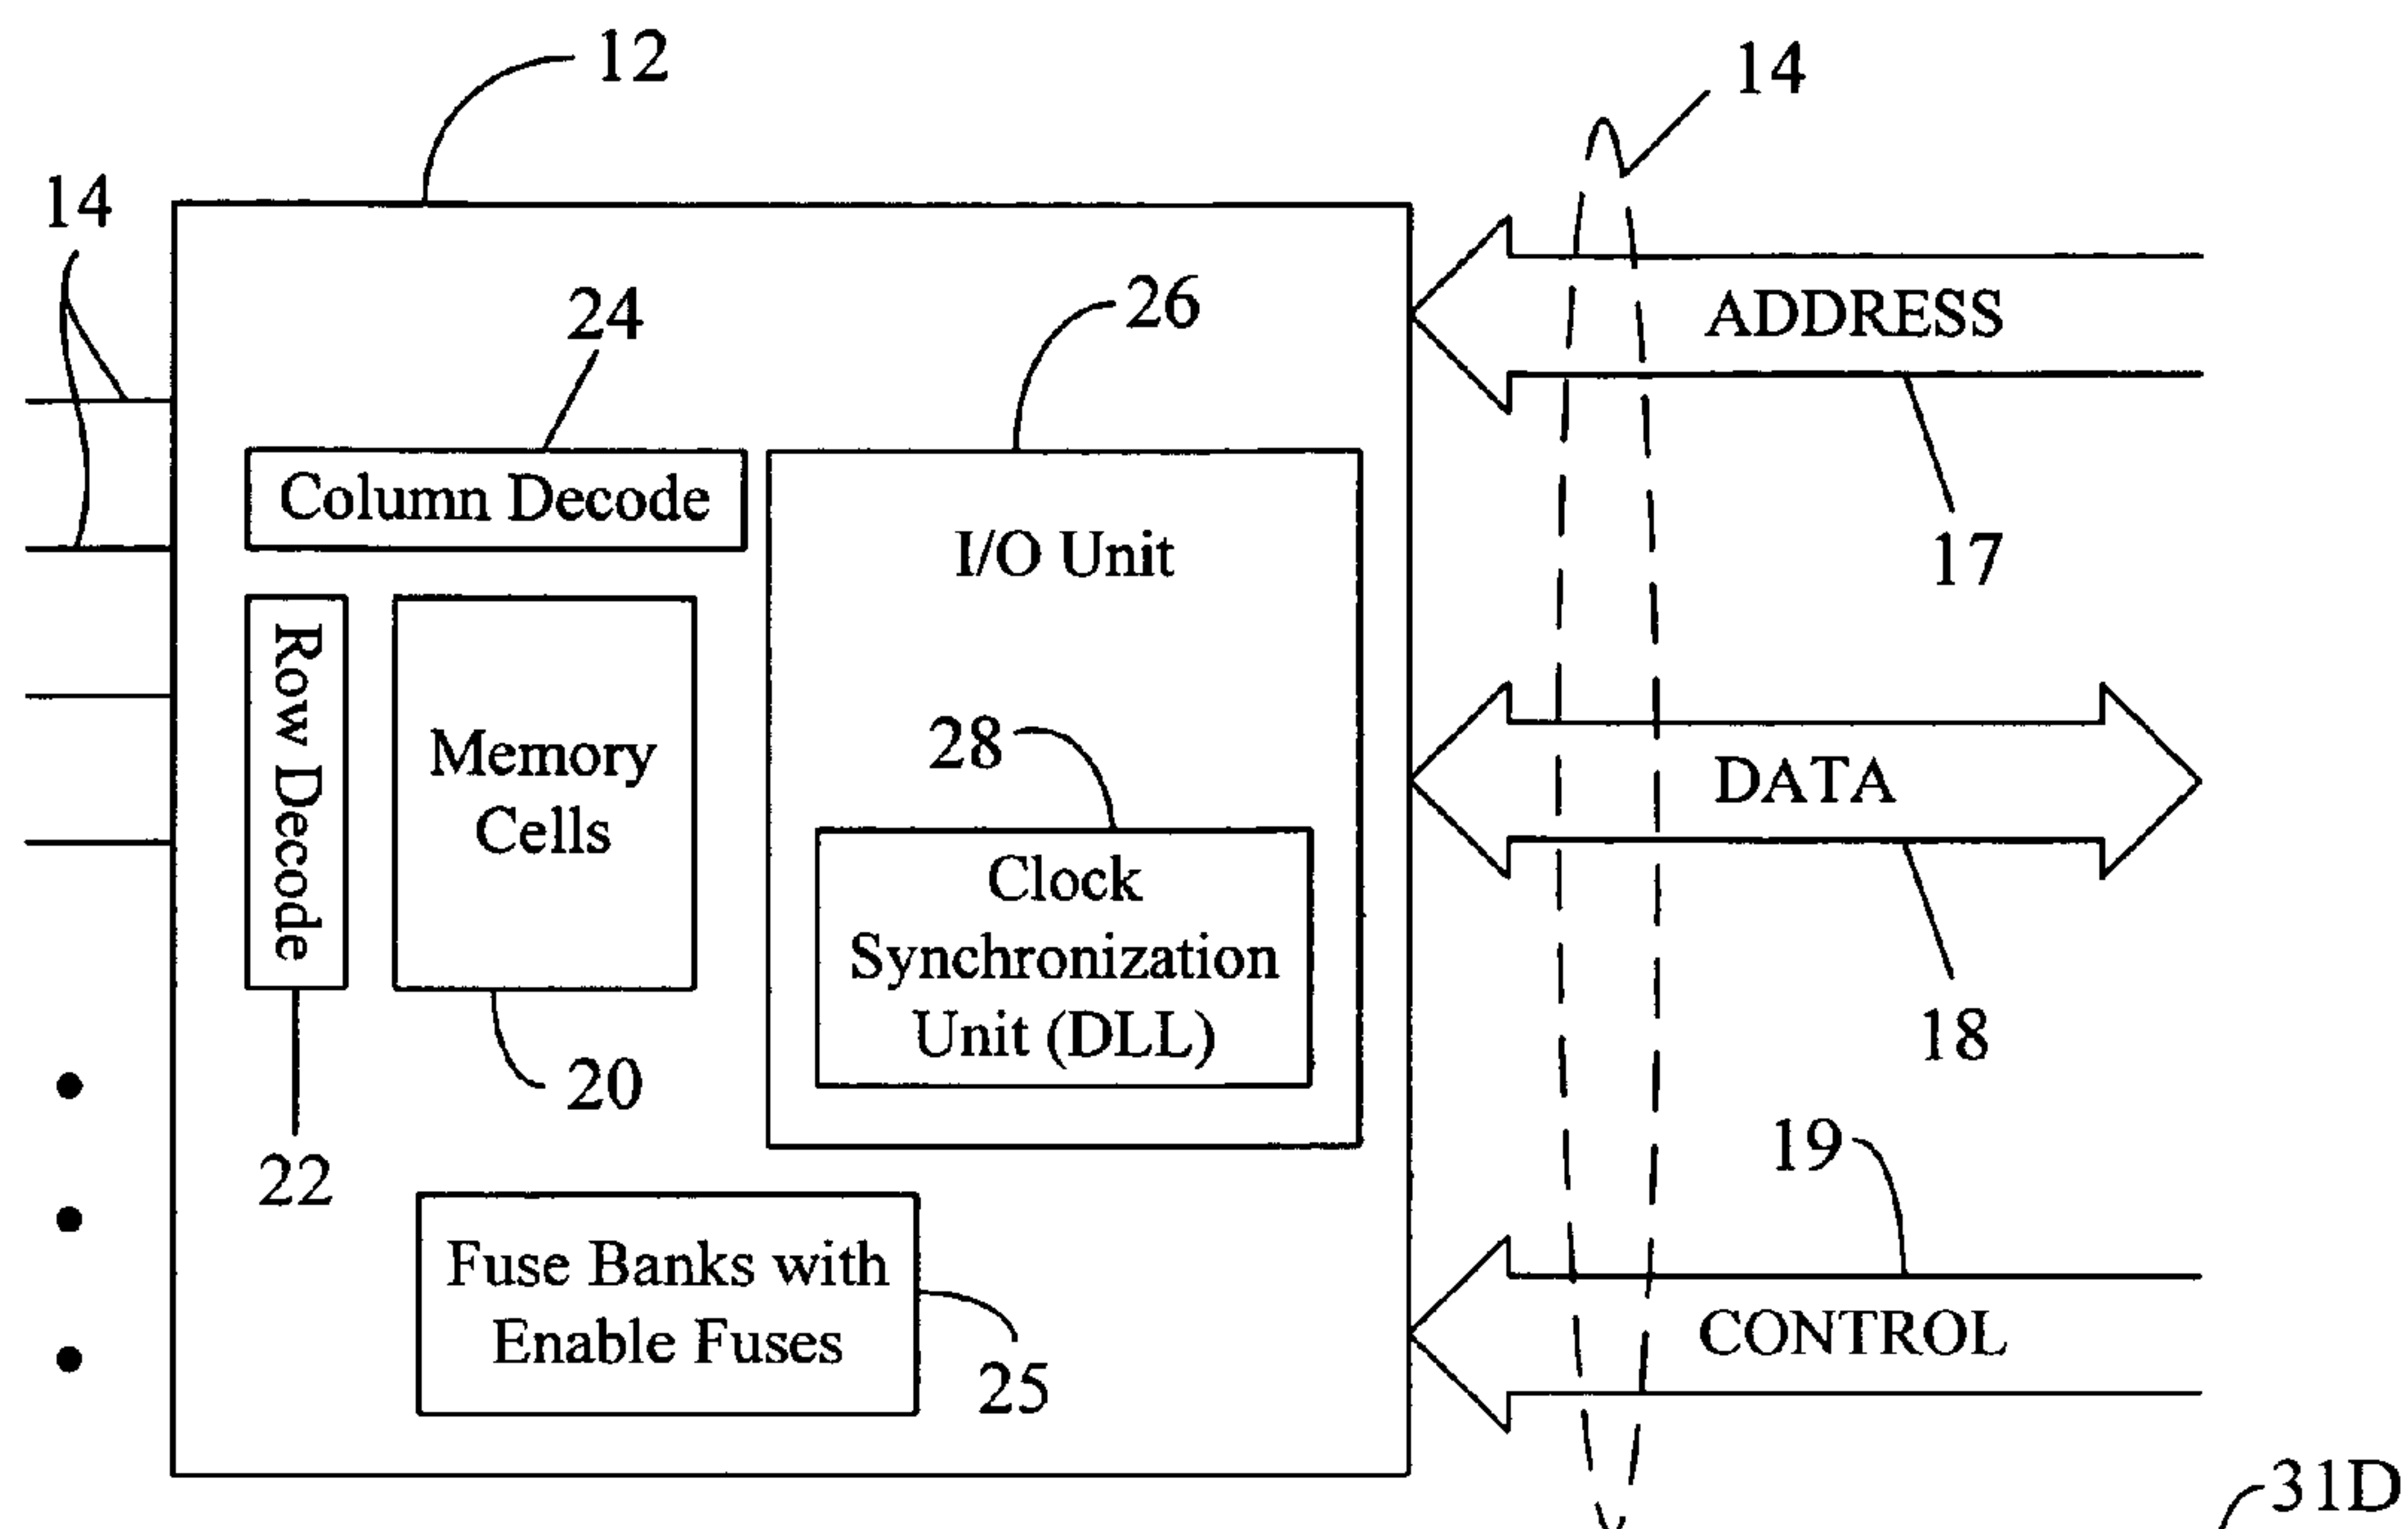 12
14
14
24
26
ADDRESS
Column Decode
I/O Unit
17
Row Decode
Memory
Cells
28
DATA
Clock
Synchronization
Unit (DLL)
18
20
22
19
Fuse Banks with
Enable Fuses
25
CONTROL
31D